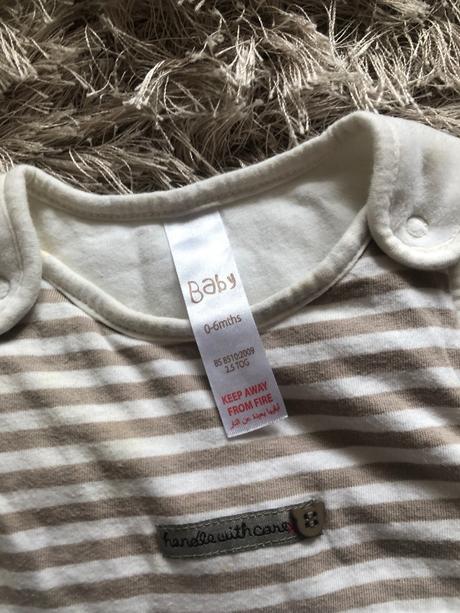 Baby
0-6mths
BS 8510:2009
2.5 TOG
KEEP AWAY
FROM FIRE
handle with care